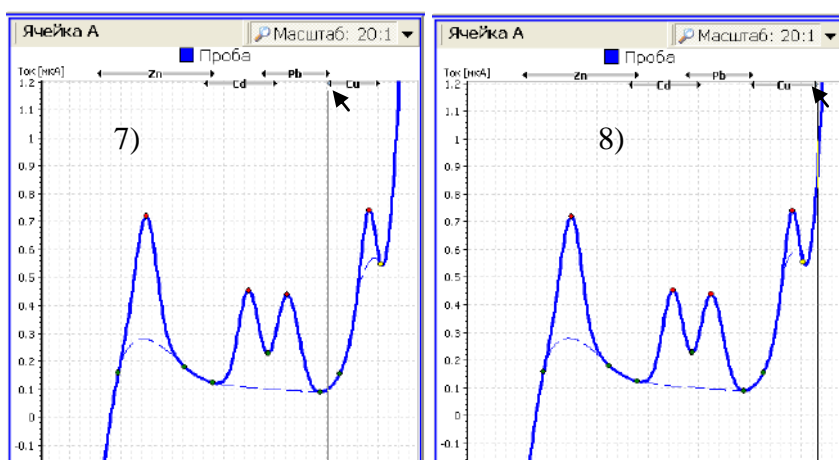 Ячейка A
Масштаб: 20:1
Проба
Ток [мкА]
Zn
Cd
Pb
Cu
1.2
1.1
1
0.9
0.8
0.7
0.6
0.5
0.4
0.3
0.2
0.1
0
-0.1
7)
Ячейка A
Масштаб: 20:1
Проба
Ток [мкА]
Zn
Cd
Pb
Cu
1.2
1.1
1
0.9
0.8
0.7
0.6
0.5
0.4
0.3
0.2
0.1
0
-0.1
8)